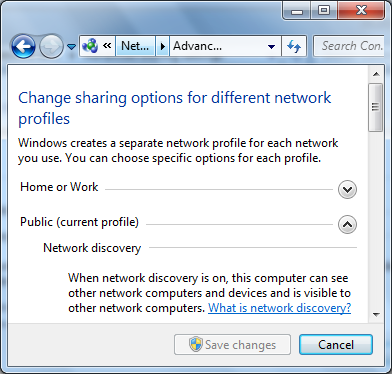 « Net... Advanc... Search Con...
Change sharing options for different network
profiles
Windows creates a separate network profile for each network
you use. You can choose specific options for each profile.
Home or Work
Public (current profile)
Network discovery
When network discovery is on, this computer can see
other network computers and devices and is visible to
other network computers. What is network discovery?
Save changes Cancel